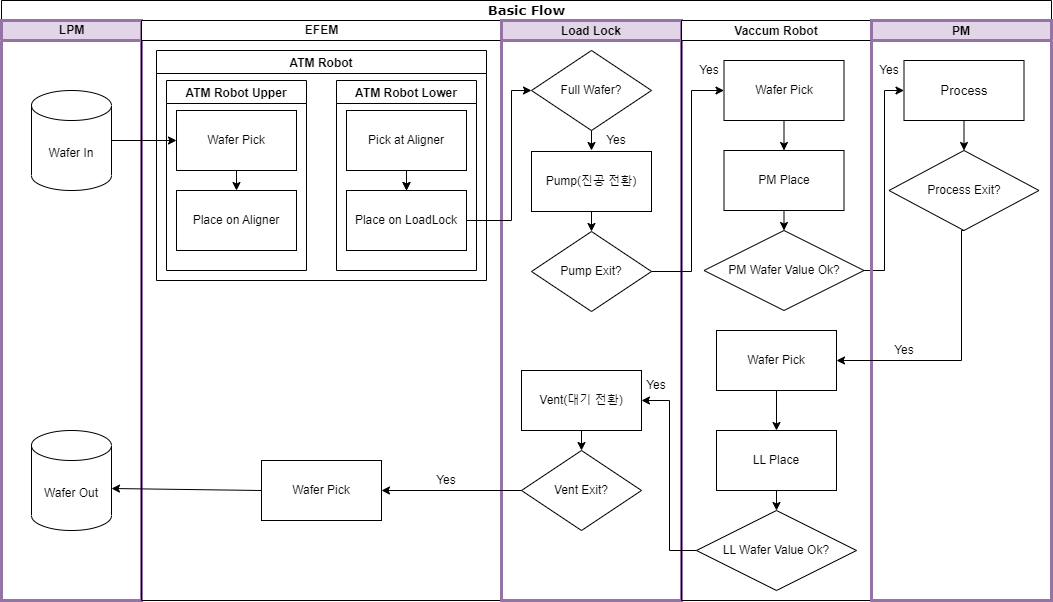 Basic Flow
LPM
EFEM
Load Lock
Vaccum Robot
PM
ATM Robot
ATM Robot Upper
ATM Robot Lower
Wafer In
Wafer Pick
Place on Aligner
Pick at Aligner
Place on LoadLock
Full Wafer?
Yes
Pump(진공 전환)
Pump Exit?
Yes
Wafer Pick
PM Place
PM Wafer Value Ok?
Yes
Process
Process Exit?
Yes
Wafer Pick
LL Place
LL Wafer Value Ok?
Yes
Vent(대기 전환)
Vent Exit?
Yes
Wafer Pick
Wafer Out